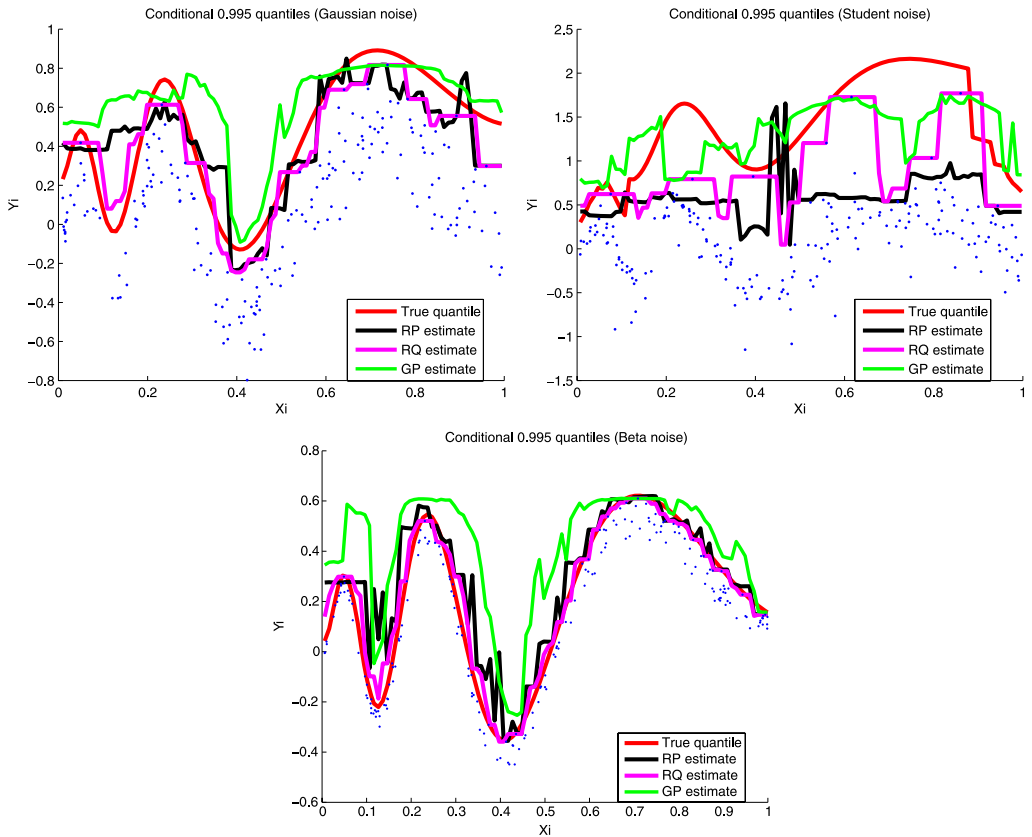 Conditional 0.995 quantiles (Gaussian noise)
1
0.8
0.6
0.4
0.2
0
−0.2
−0.4
−0.6
−0.8
Yi
0
0.2
0.4
0.6
0.8
1
Xi
True quantile
RP estimate
RQ estimate
GP estimate
Conditional 0.995 quantiles (Student noise)
2.5
2
1.5
1
0.5
0
−0.5
−1
−1.5
Yi
0
0.2
0.4
0.6
0.8
1
Xi
True quantile
RP estimate
RQ estimate
GP estimate
Conditional 0.995 quantiles (Beta noise)
0.8
0.6
0.4
0.2
0
−0.2
−0.4
−0.6
Yi
0
0.1
0.2
0.3
0.4
0.5
0.6
0.7
0.8
0.9
1
Xi
True quantile
RP estimate
RQ estimate
GP estimate